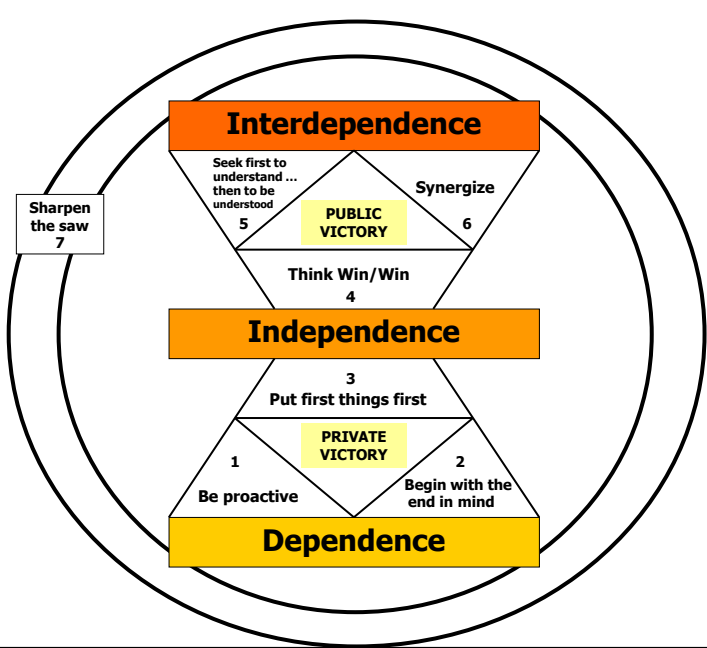 Interdependence
Seek first to
understand ...
then to be
understood
5
PUBLIC
VICTORY
Synergize
6
Sharpen
the saw
7
Think Win/Win
4
Independence
3
Put first things first
PRIVATE
VICTORY
1
Be proactive
2
Begin with the
end in mind
Dependence